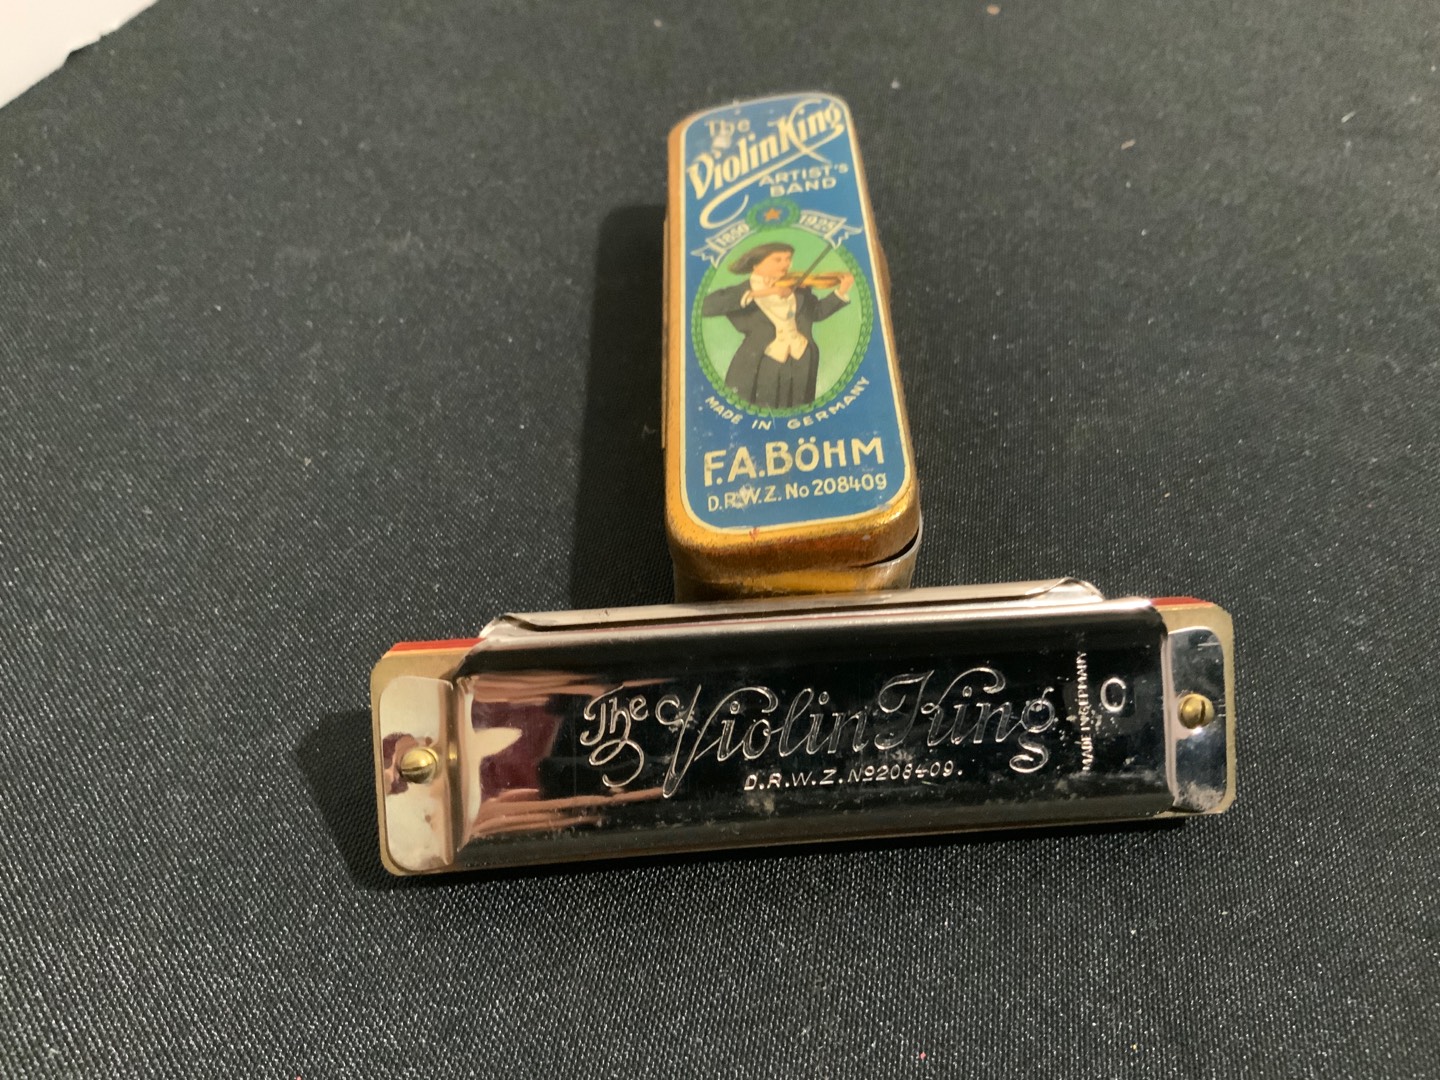 The
Violin King
ARTIST'S
BAND
1850 1925
MADE IN GERMANY
F.A.BÖHM
D.R.W.Z. No 208409
The Violin King
S
D.R.W.Z. No 208409.
MADE IN GERMANY
C